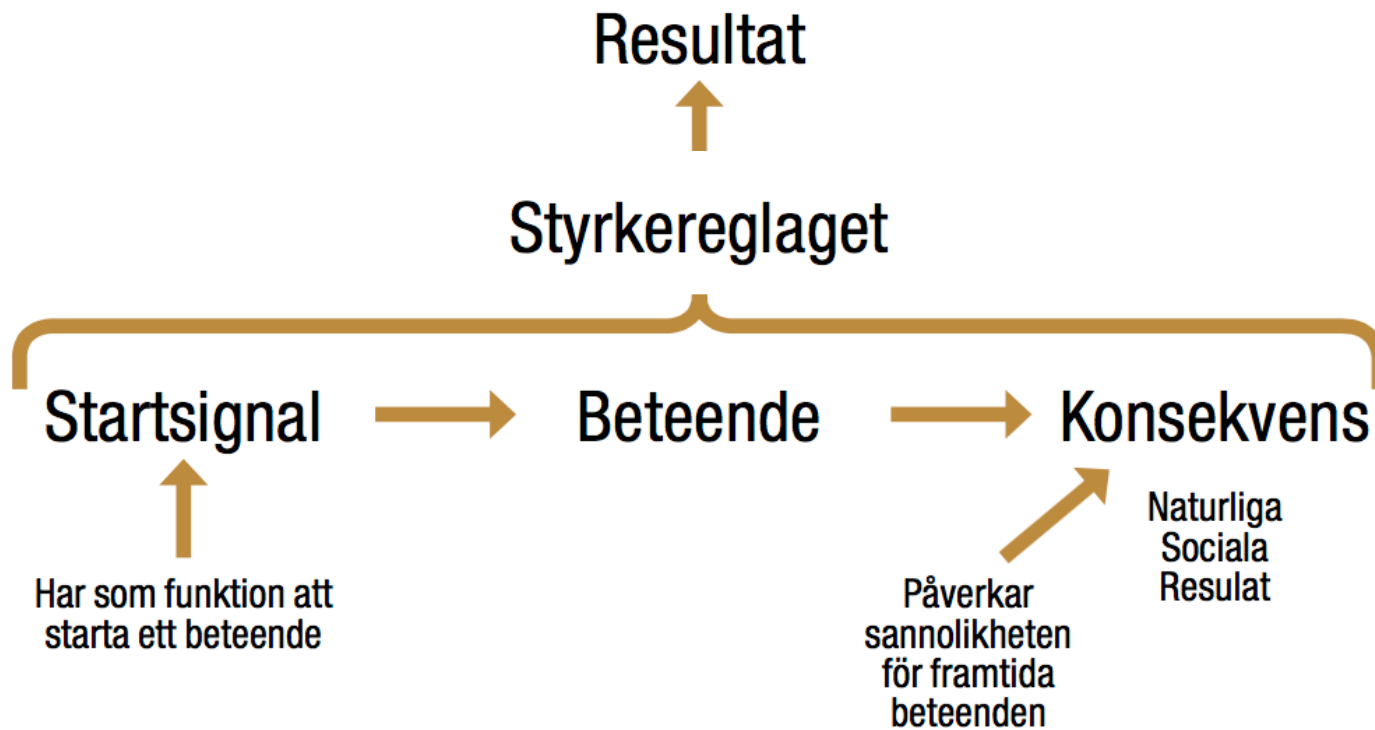 Resultat
Styrkereglaget
Startsignal
Beteende
Konsekvens
Har som funktion att
starta ett beteende
Påverkar
sannolikheten
för framtida
beteenden
Naturliga
Sociala
Resulat